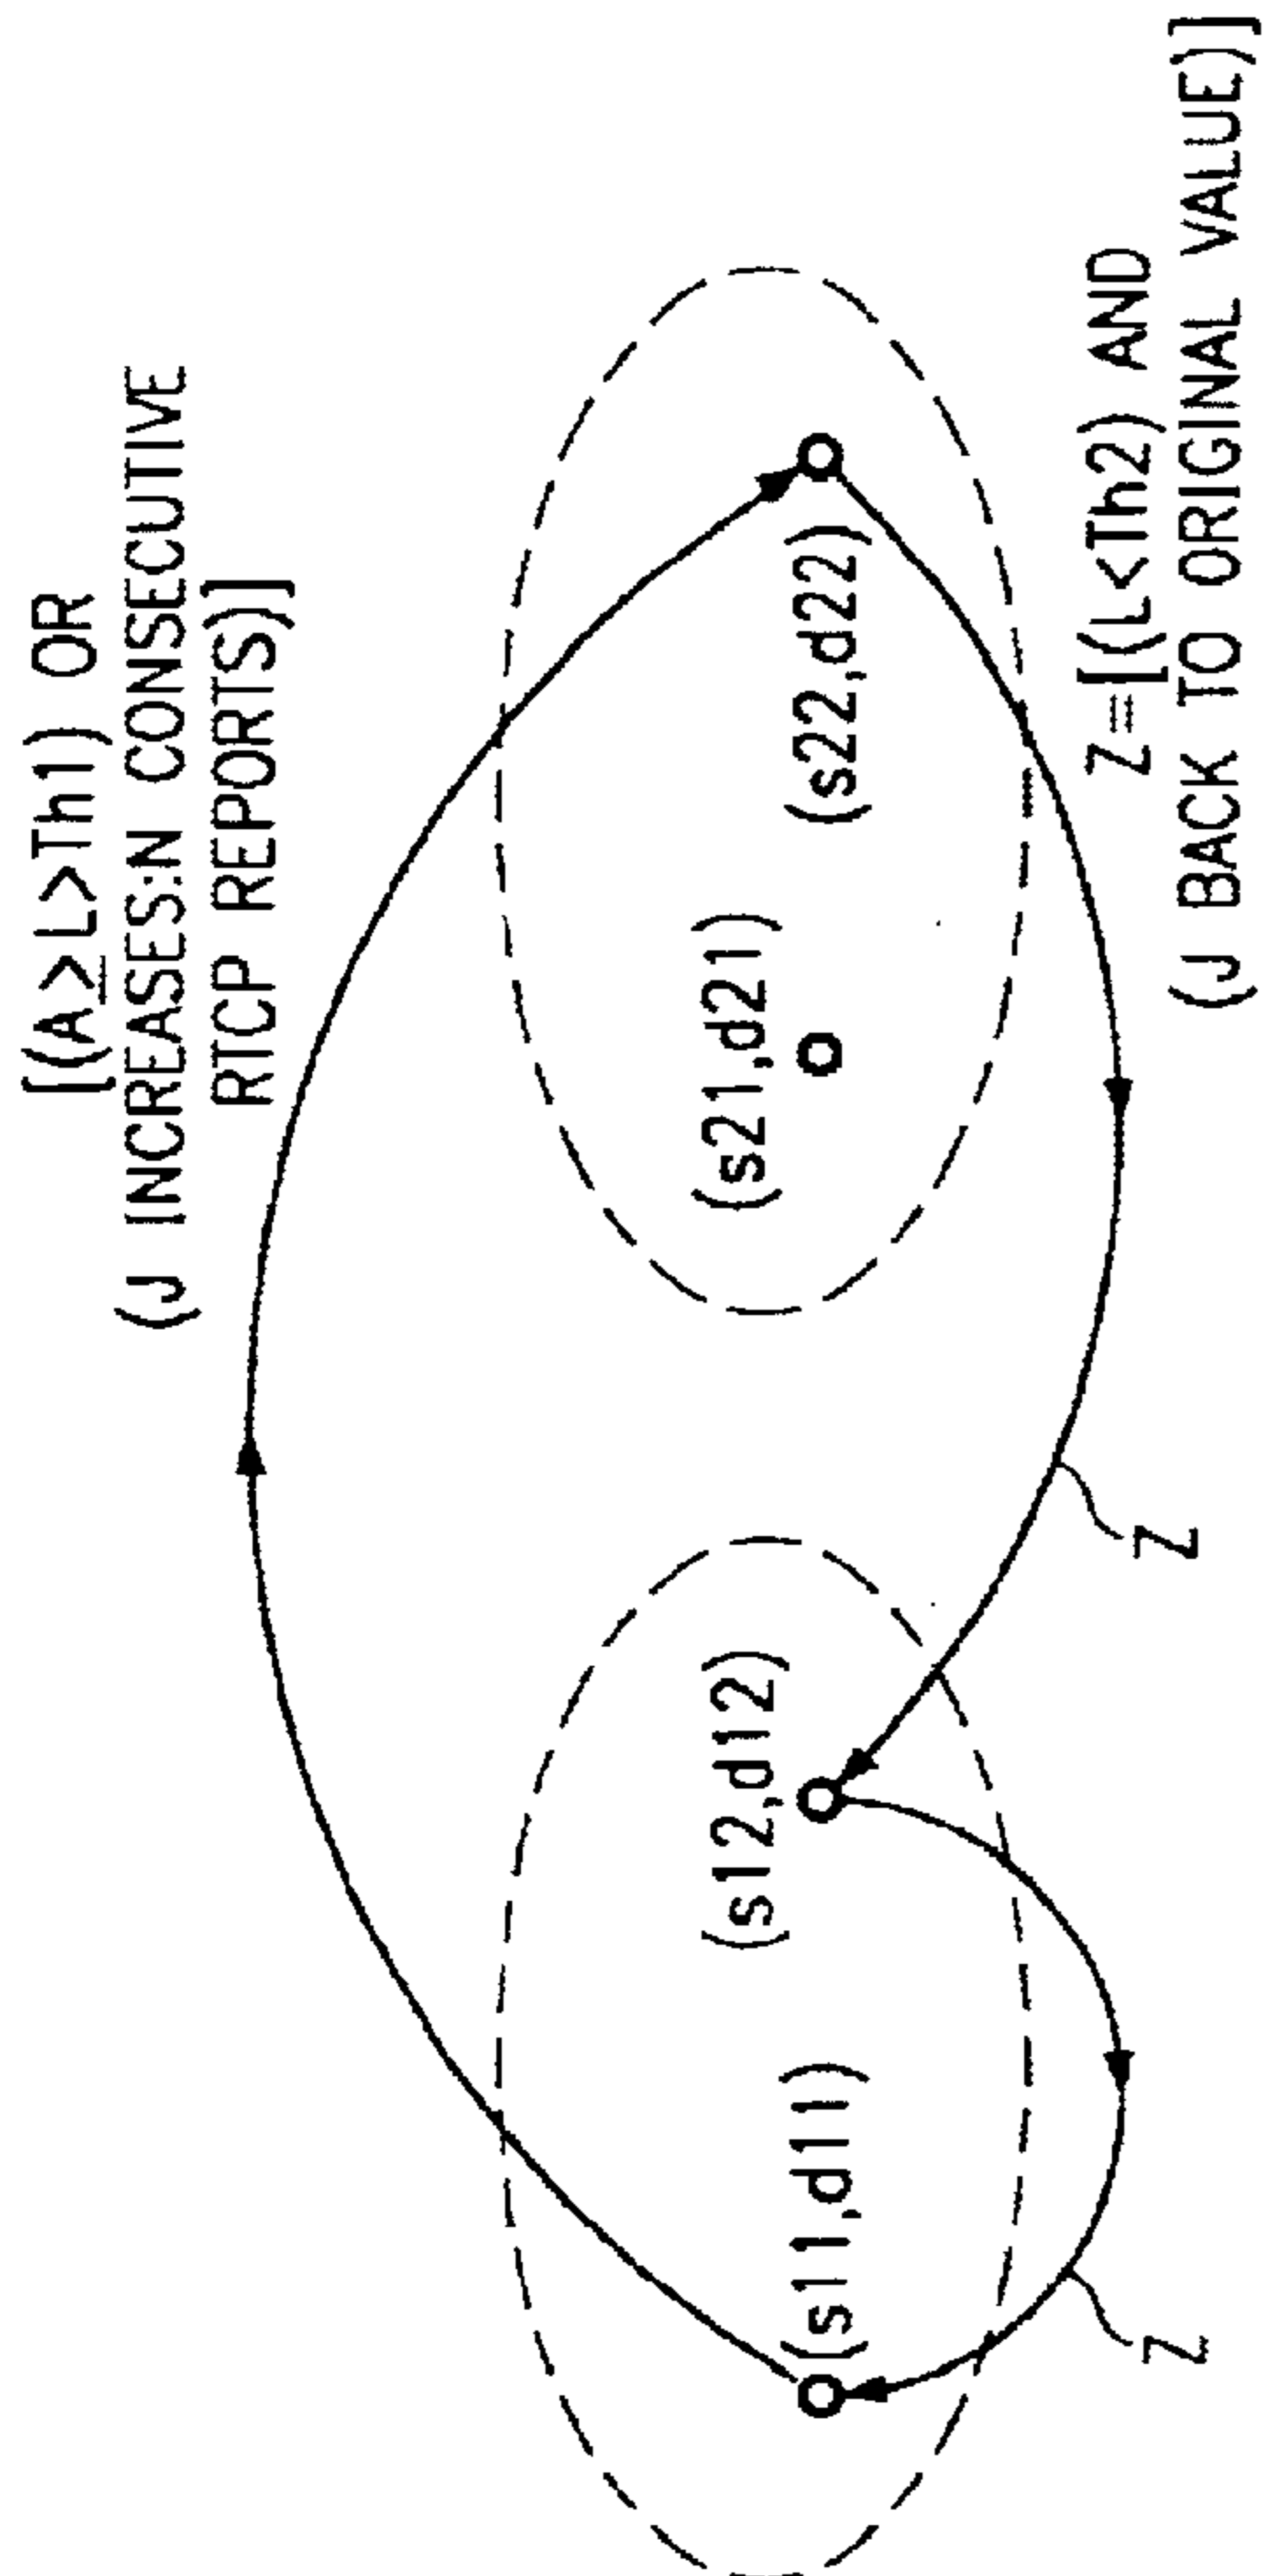 [(A≥L>Th1) OR
(J INCREASES:N CONSECUTIVE
RTCP REPORTS)]
(s11,d11)
(s12,d12)
(s21,d21)
(s22,d22)
Z
Z
Z=[(L<Th2) AND
(J BACK TO ORIGINAL VALUE)]